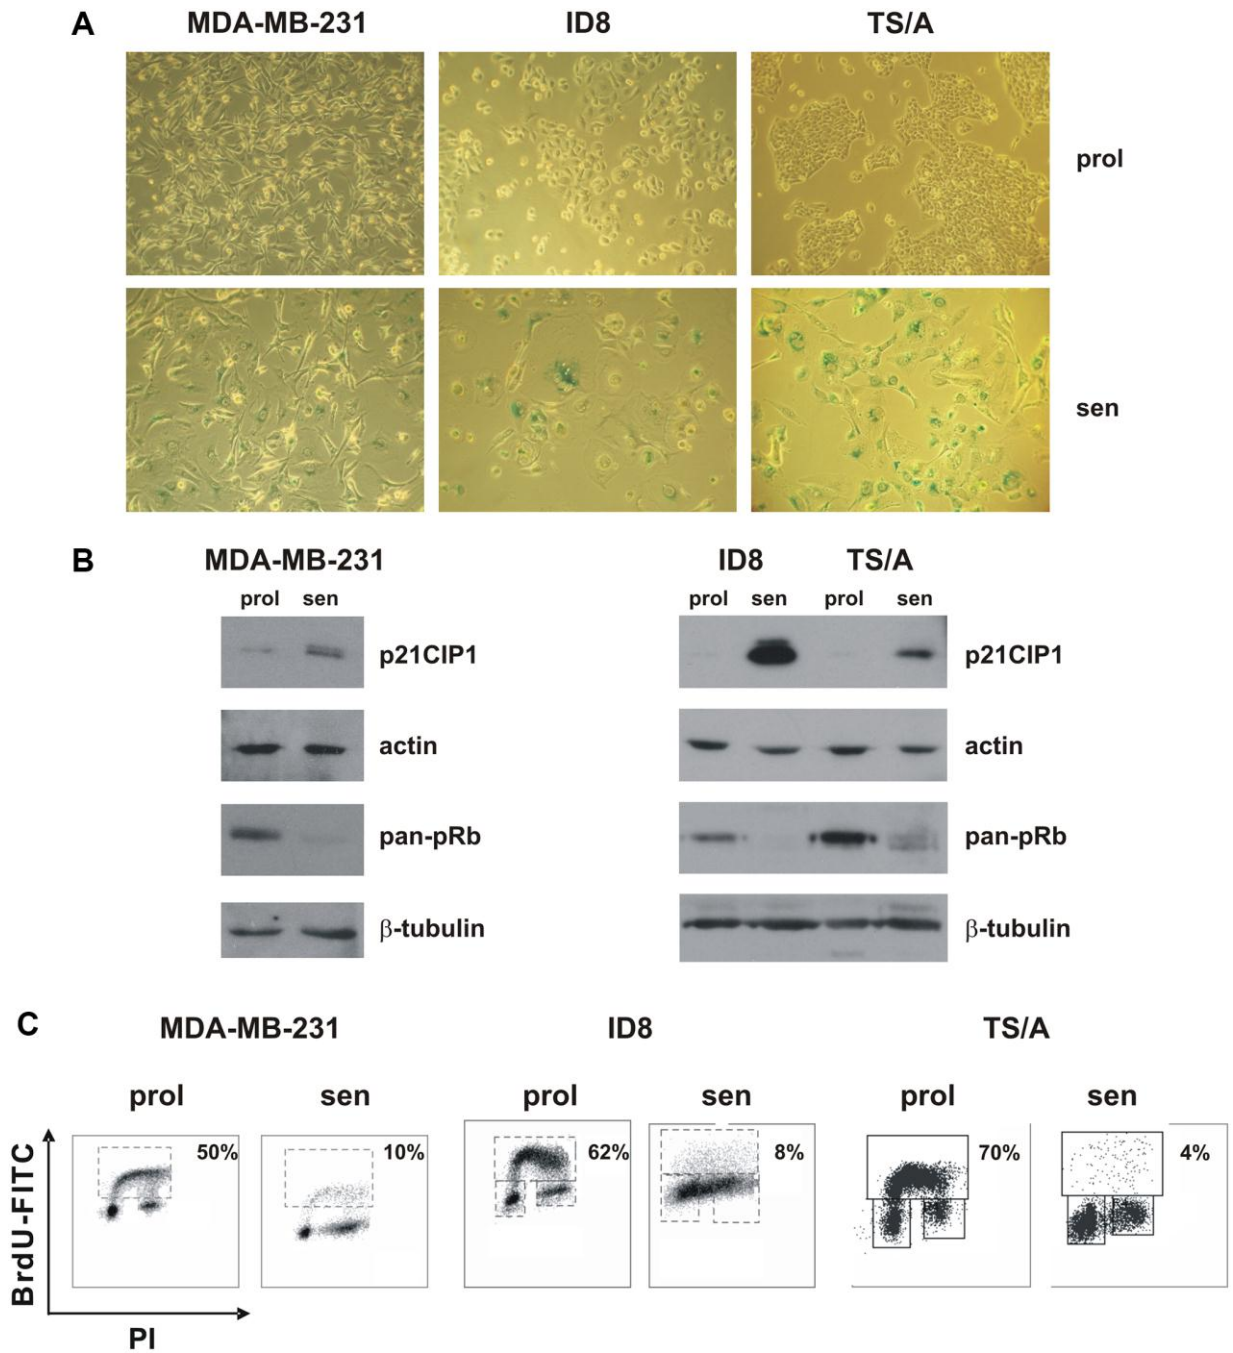 A
MDA-MB-231 ID8 TS/A
prol
sen
B
MDA-MB-231
prol sen
p21CIP1
actin
pan-pRb
β-tubulin
ID8 TS/A
prol sen prol sen
p21CIP1
actin
pan-pRb
β-tubulin
C
MDA-MB-231 ID8 TS/A
prol sen prol sen prol sen
50% 10% 62% 8% 70% 4%
BrdU-FITC
PI